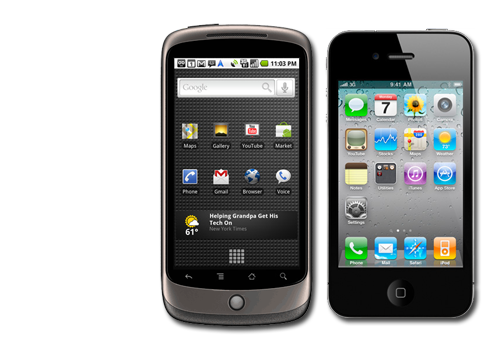 11:03 PM
Google
Maps
Gallery
YouTube
Market
Phone
Gmail
Browser
Voice
Helping Grandpa Get His
Tech On
New York Times
61°
3G
9:41 AM
7
Messages
Calendar
Photos
Camera
YouTube
Stocks
Maps
Weather
Notes
Utilities
iTunes
App Store
Settings
Phone
Mail
Safari
iPod